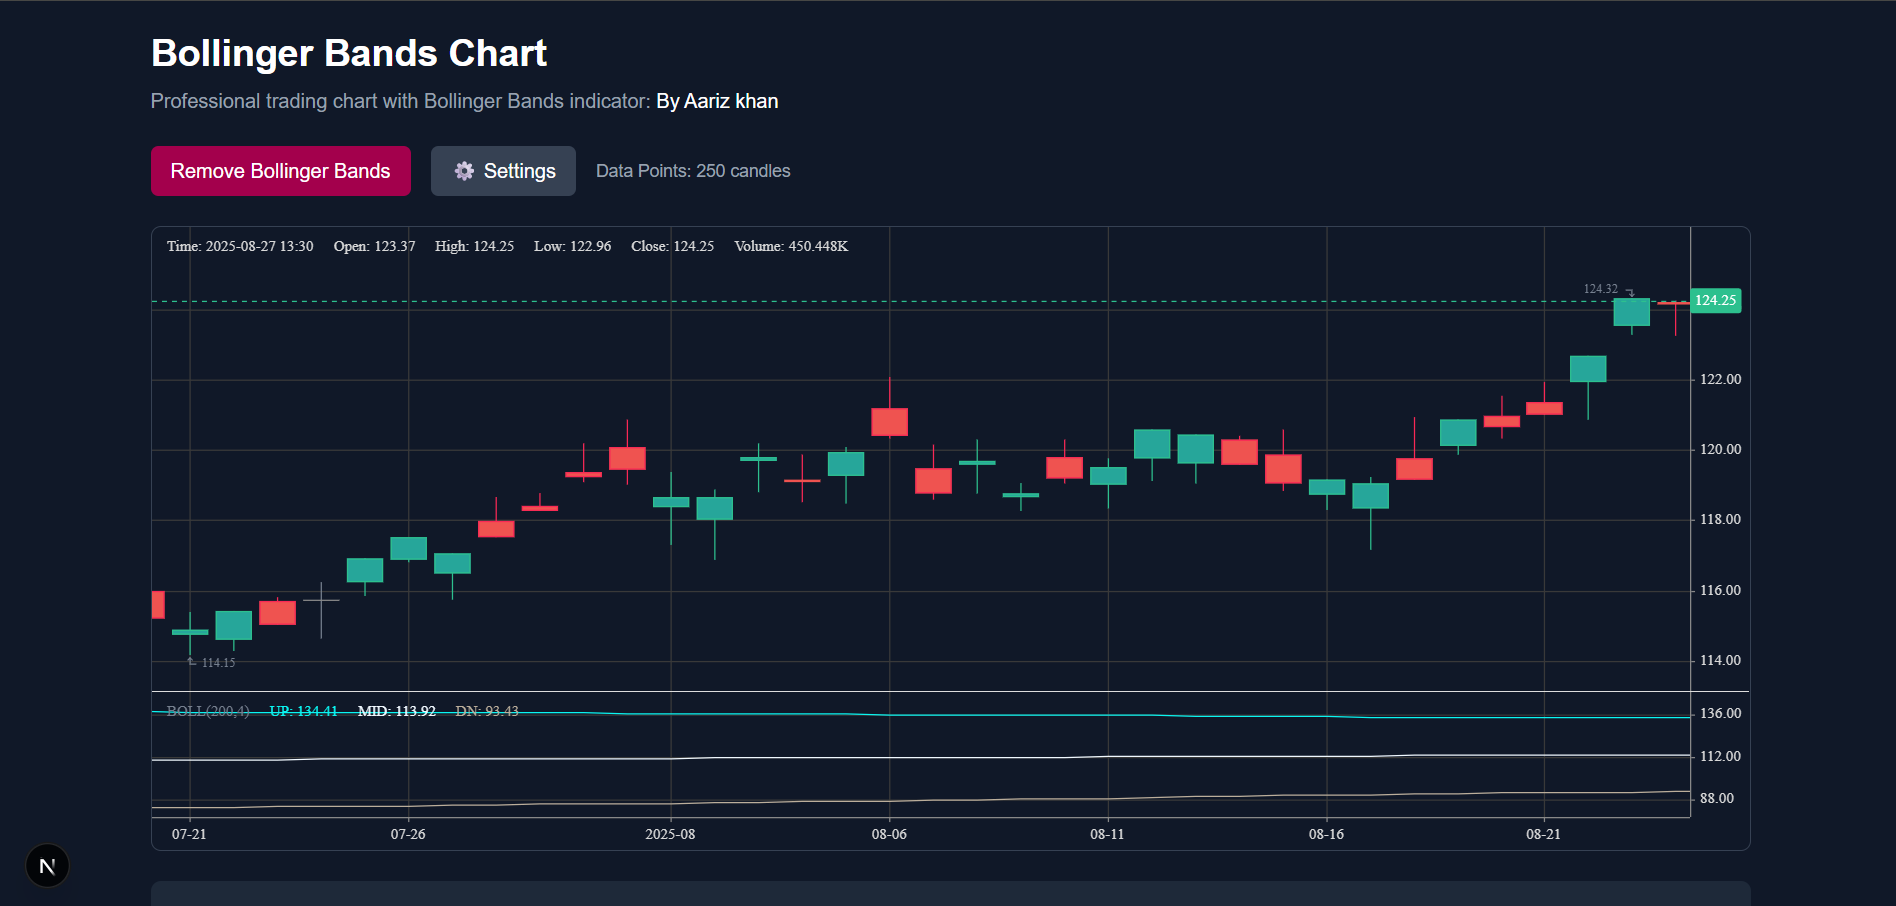 Bollinger Bands Chart
Professional trading chart with Bollinger Bands indicator: By Aariz khan
Remove Bollinger Bands
Settings
Data Points: 250 candles
Time: 2025-08-27 13:30 Open: 123.37 High: 124.25 Low: 122.96 Close: 124.25 Volume: 450.448K
124.32
124.25
122.00
120.00
118.00
116.00
114.00
114.15
BOLL(200,4) UP: 134.41 MID: 113.92 DN: 93.43
136.00
112.00
88.00
07-21 07-26 2025-08 08-06 08-11 08-16 08-21
N